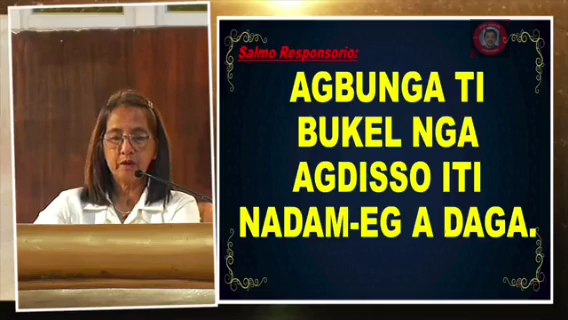 Salmo Responsorio:
AGBUNGA TI
BUKEL NGA
AGDISSO ITI
NADAM-EG A DAGA.